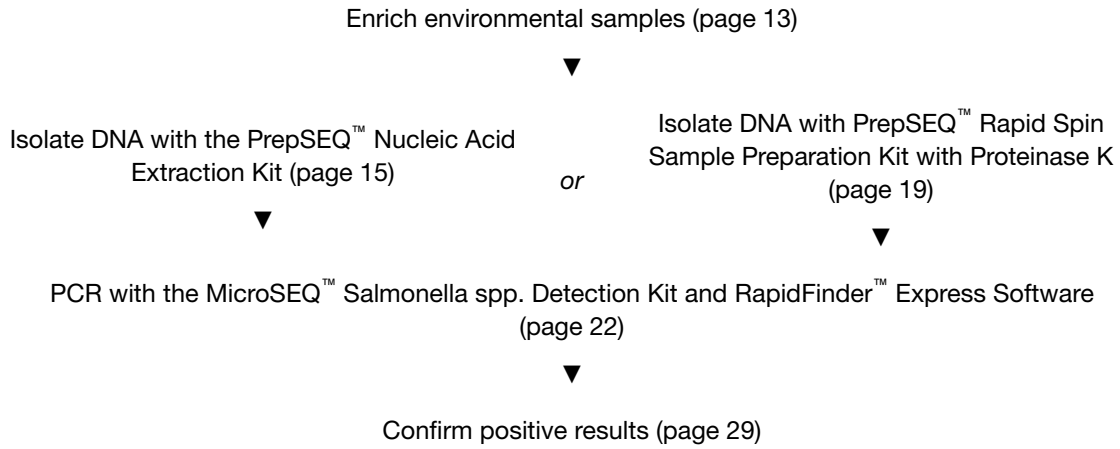 Enrich environmental samples (page 13)
▼
Isolate DNA with the PrepSEQ™ Nucleic Acid
Extraction Kit (page 15)
▼
or
Isolate DNA with PrepSEQ™ Rapid Spin
Sample Preparation Kit with Proteinase K
(page 19)
▼
PCR with the MicroSEQ™ Salmonella spp. Detection Kit and RapidFinder™ Express Software
(page 22)
▼
Confirm positive results (page 29)